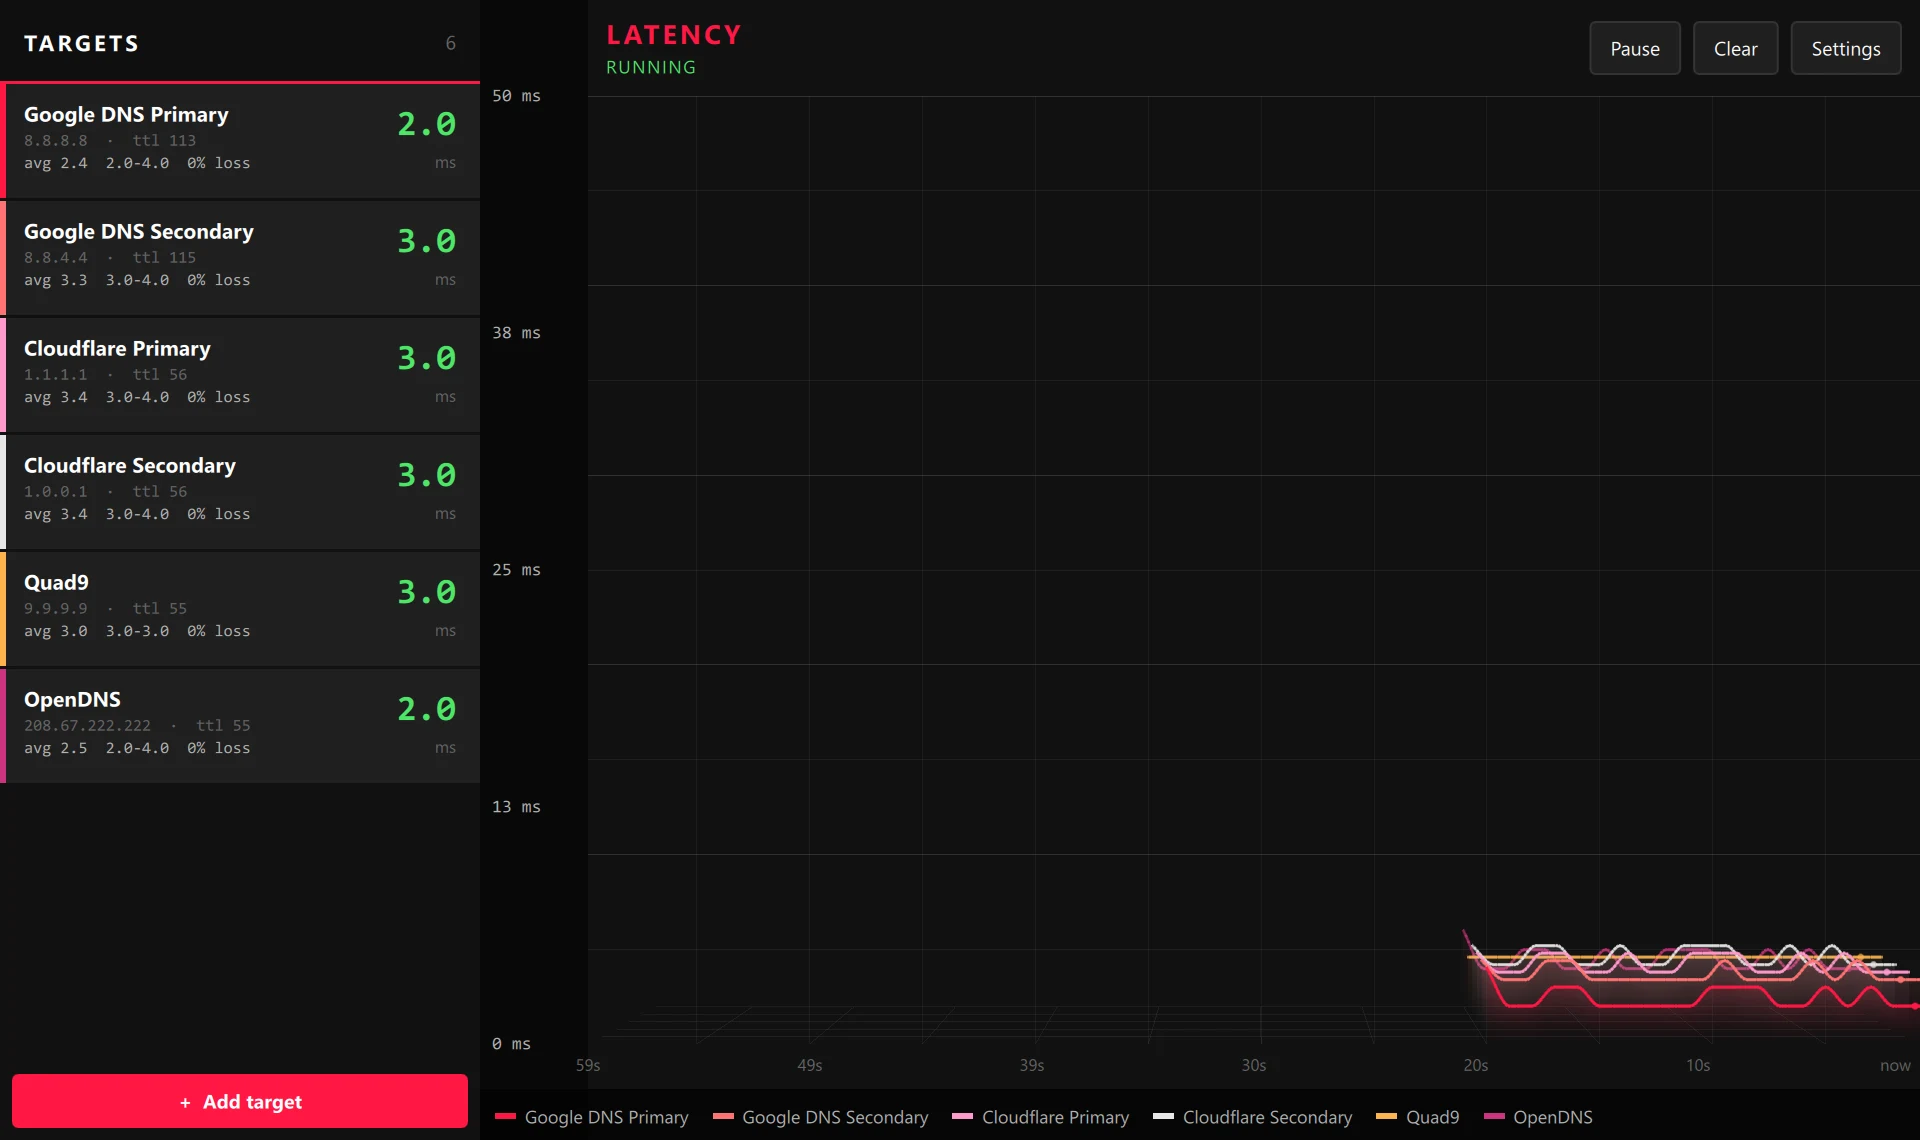 TARGETS 6
Google DNS Primary 2.0
8.8.8.8 · ttl 113
avg 2.4 2.0-4.0 0% loss ms
Google DNS Secondary 3.0
8.8.4.4 · ttl 115
avg 3.3 3.0-4.0 0% loss ms
Cloudflare Primary 3.0
1.1.1.1 · ttl 56
avg 3.4 3.0-4.0 0% loss ms
Cloudflare Secondary 3.0
1.0.0.1 · ttl 56
avg 3.4 3.0-4.0 0% loss ms
Quad9 3.0
9.9.9.9 · ttl 55
avg 3.0 3.0-3.0 0% loss ms
OpenDNS 2.0
208.67.222.222 · ttl 55
avg 2.5 2.0-4.0 0% loss ms
+ Add target
LATENCY
RUNNING
Pause Clear Settings
50 ms
38 ms
25 ms
13 ms
0 ms
59s 49s 39s 30s 20s 10s now
Google DNS Primary Google DNS Secondary Cloudflare Primary Cloudflare Secondary Quad9 OpenDNS